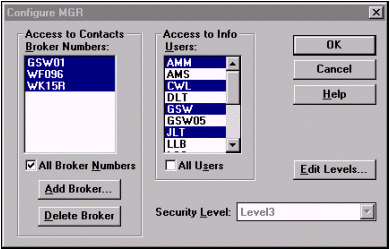 Configure MGR
Access to Contacts
Broker Numbers:
GSW01
WF096
WK15R
All Broker Numbers
Add Broker...
Delete Broker
Access to Info
Users:
AMM
AMS
CWL
DLT
GSW
GSW05
JLT
LLB
All Users
OK
Cancel
Help
Edit Levels...
Security Level: Level3